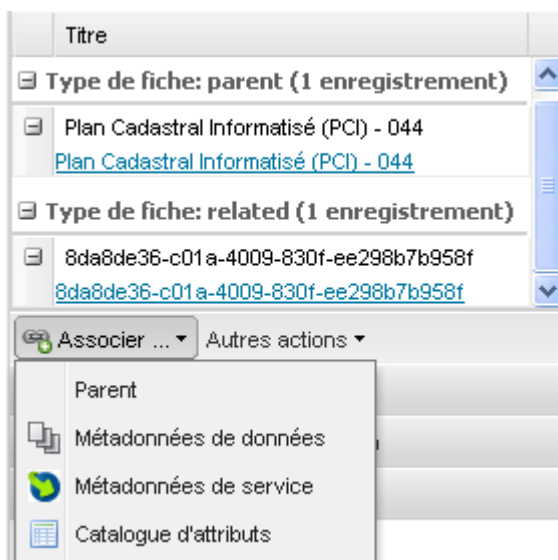 Titre
Type de fiche: parent (1 enregistrement)
Plan Cadastral Informatisé (PCI) - 044
Plan Cadastral Informatisé (PCI) - 044
Type de fiche: related (1 enregistrement)
8da8de36-c01a-4009-830f-ee298b7b958f
8da8de36-c01a-4009-830f-ee298b7b958f
Associer ... Autres actions
Parent
Métadonnées de données
Métadonnées de service
Catalogue d'attributs